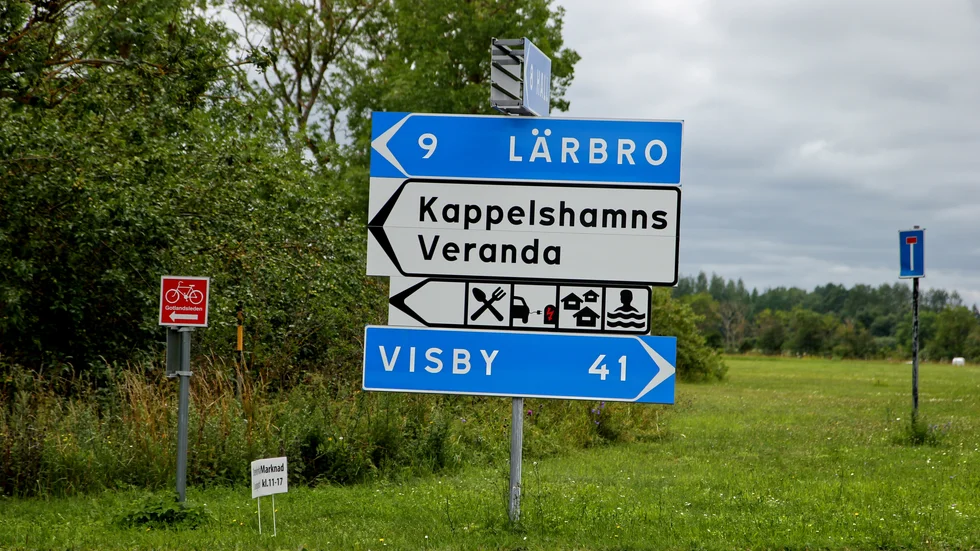 9 LÄRBRO
Kappelshamns
Veranda
VISBY 41
Gotlandsleden
Marknad
kl.11-17